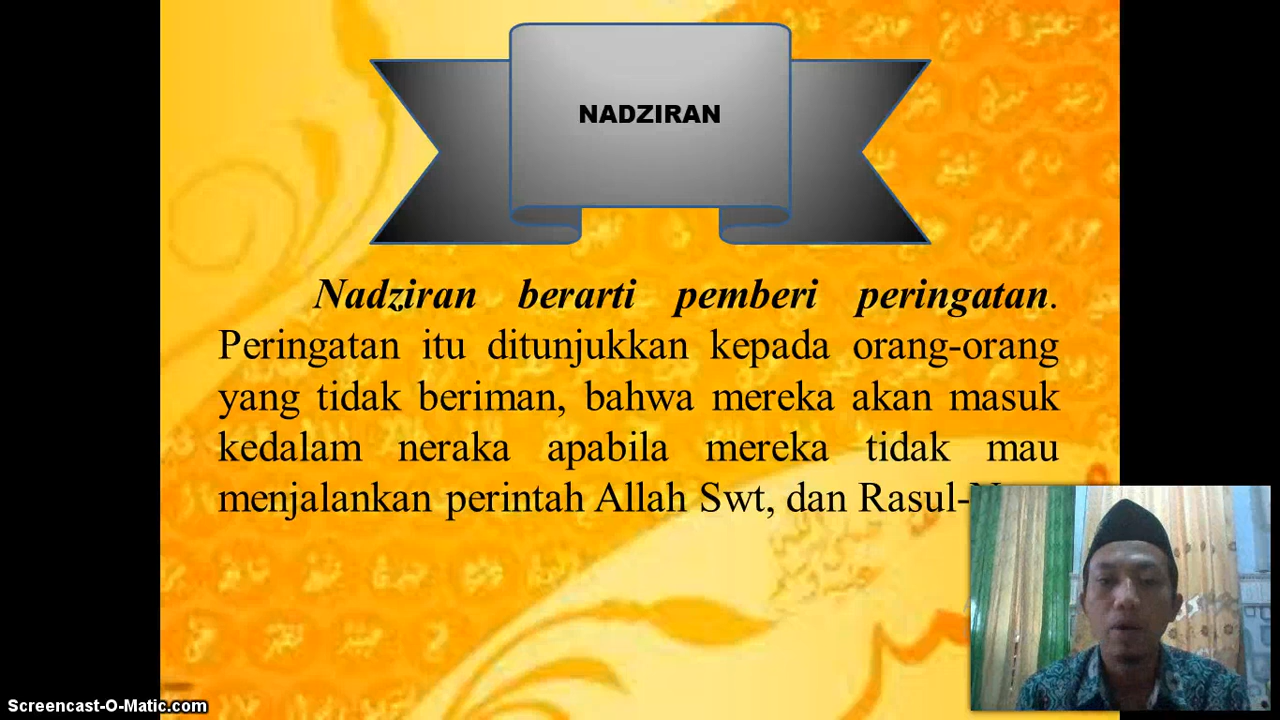 NADZIRAN
Nadziran berarti pemberi peringatan.
Peringatan itu ditunjukkan kepada orang-orang
yang tidak beriman, bahwa mereka akan masuk
kedalam neraka apabila mereka tidak mau
menjalankan perintah Allah Swt, dan
Screencast-O-Matic.com